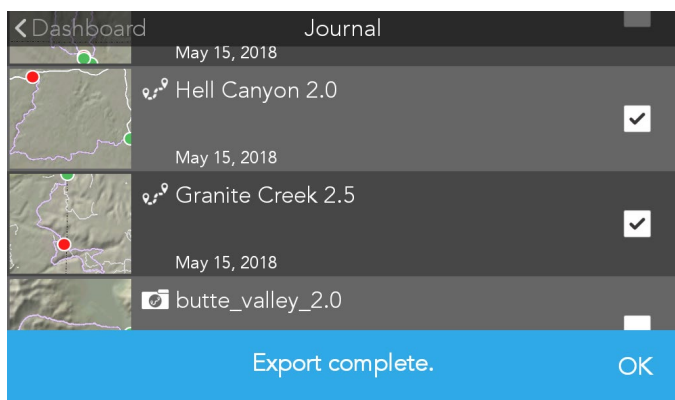 Dashboard
Journal
May 15, 2018
Hell Canyon 2.0
May 15, 2018
Granite Creek 2.5
May 15, 2018
butte_valley_2.0
Export complete.
OK